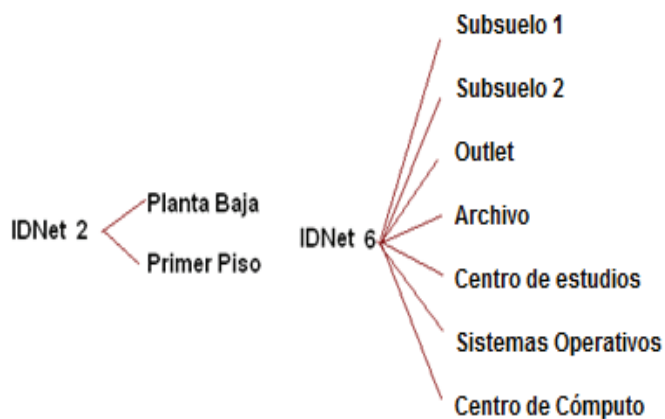 IDNet 2
Planta Baja
Primer Piso
IDNet 6
Subsuelo 1
Subsuelo 2
Outlet
Archivo
Centro de estudios
Sistemas Operativos
Centro de Cómputo